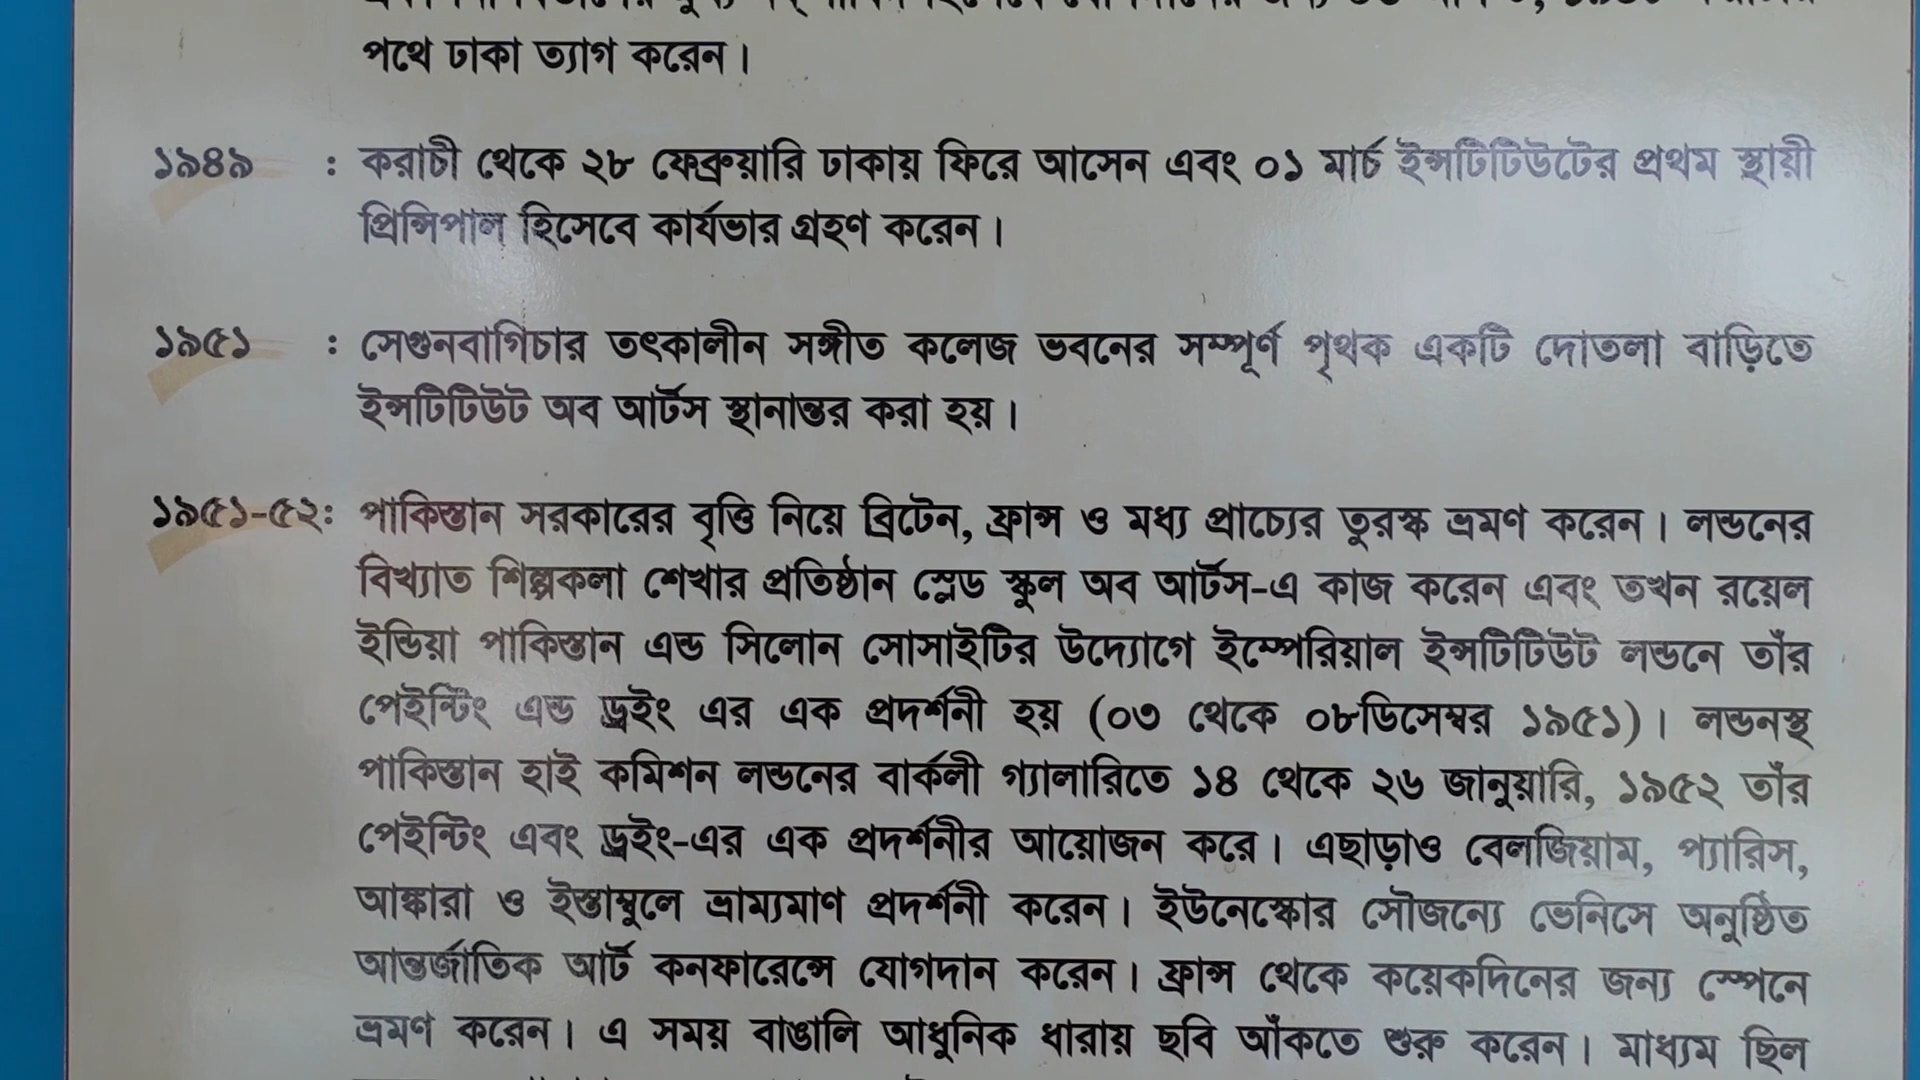 পথে ঢাকা ত্যাগ করেন।
১৯৪৯ : করাচী থেকে ২৮ ফেব্রুয়ারি ঢাকায় ফিরে আসেন এবং ০১ মার্চ ইন্সটিটিউটের প্রথম স্থায়ী
প্রিন্সিপাল হিসেবে কার্যভার গ্রহণ করেন।
১৯৫১ : সেগুনবাগিচার তৎকালীন সঙ্গীত কলেজ ভবনের সম্পূর্ণ পৃথক একটি দোতলা বাড়িতে
ইন্সটিটিউট অব আর্টস স্থানান্তর করা হয়।
১৯৫১-৫২: পাকিস্তান সরকারের বৃত্তি নিয়ে ব্রিটেন, ফ্রান্স ও মধ্য প্রাচ্যের তুরস্ক ভ্রমণ করেন। লন্ডনের
বিখ্যাত শিল্পকলা শেখার প্রতিষ্ঠান স্লেড স্কুল অব আর্টস-এ কাজ করেন এবং তখন রয়েল
ইন্ডিয়া পাকিস্তান এন্ড সিলোন সোসাইটির উদ্যোগে ইম্পেরিয়াল ইন্সটিটিউট লন্ডনে তাঁর
পেইন্টিং এন্ড ড্রইং এর এক প্রদর্শনী হয় (০৩ থেকে ০৮ডিসেম্বর ১৯৫১)। লন্ডনস্থ
পাকিস্তান হাই কমিশন লন্ডনের বার্কলী গ্যালারিতে ১৪ থেকে ২৬ জানুয়ারি, ১৯৫২ তাঁর
পেইন্টিং এবং ড্রইং-এর এক প্রদর্শনীর আয়োজন করে। এছাড়াও বেলজিয়াম, প্যারিস,
আঙ্কারা ও ইস্তাম্বুলে ভ্রাম্যমাণ প্রদর্শনী করেন। ইউনেস্কোর সৌজন্যে ভেনিসে অনুষ্ঠিত
আন্তর্জাতিক আর্ট কনফারেন্সে যোগদান করেন। ফ্রান্স থেকে কয়েকদিনের জন্য স্পেনে
ভ্রমণ করেন। এ সময় বাঙালি আধুনিক ধারায় ছবি আঁকতে শুরু করেন। মাধ্যম ছিল